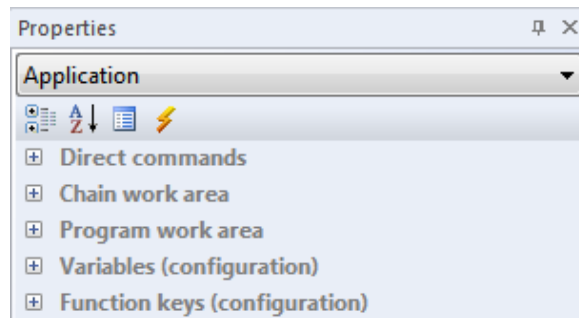 Properties
Application
Direct commands
Chain work area
Program work area
Variables (configuration)
Function keys (configuration)